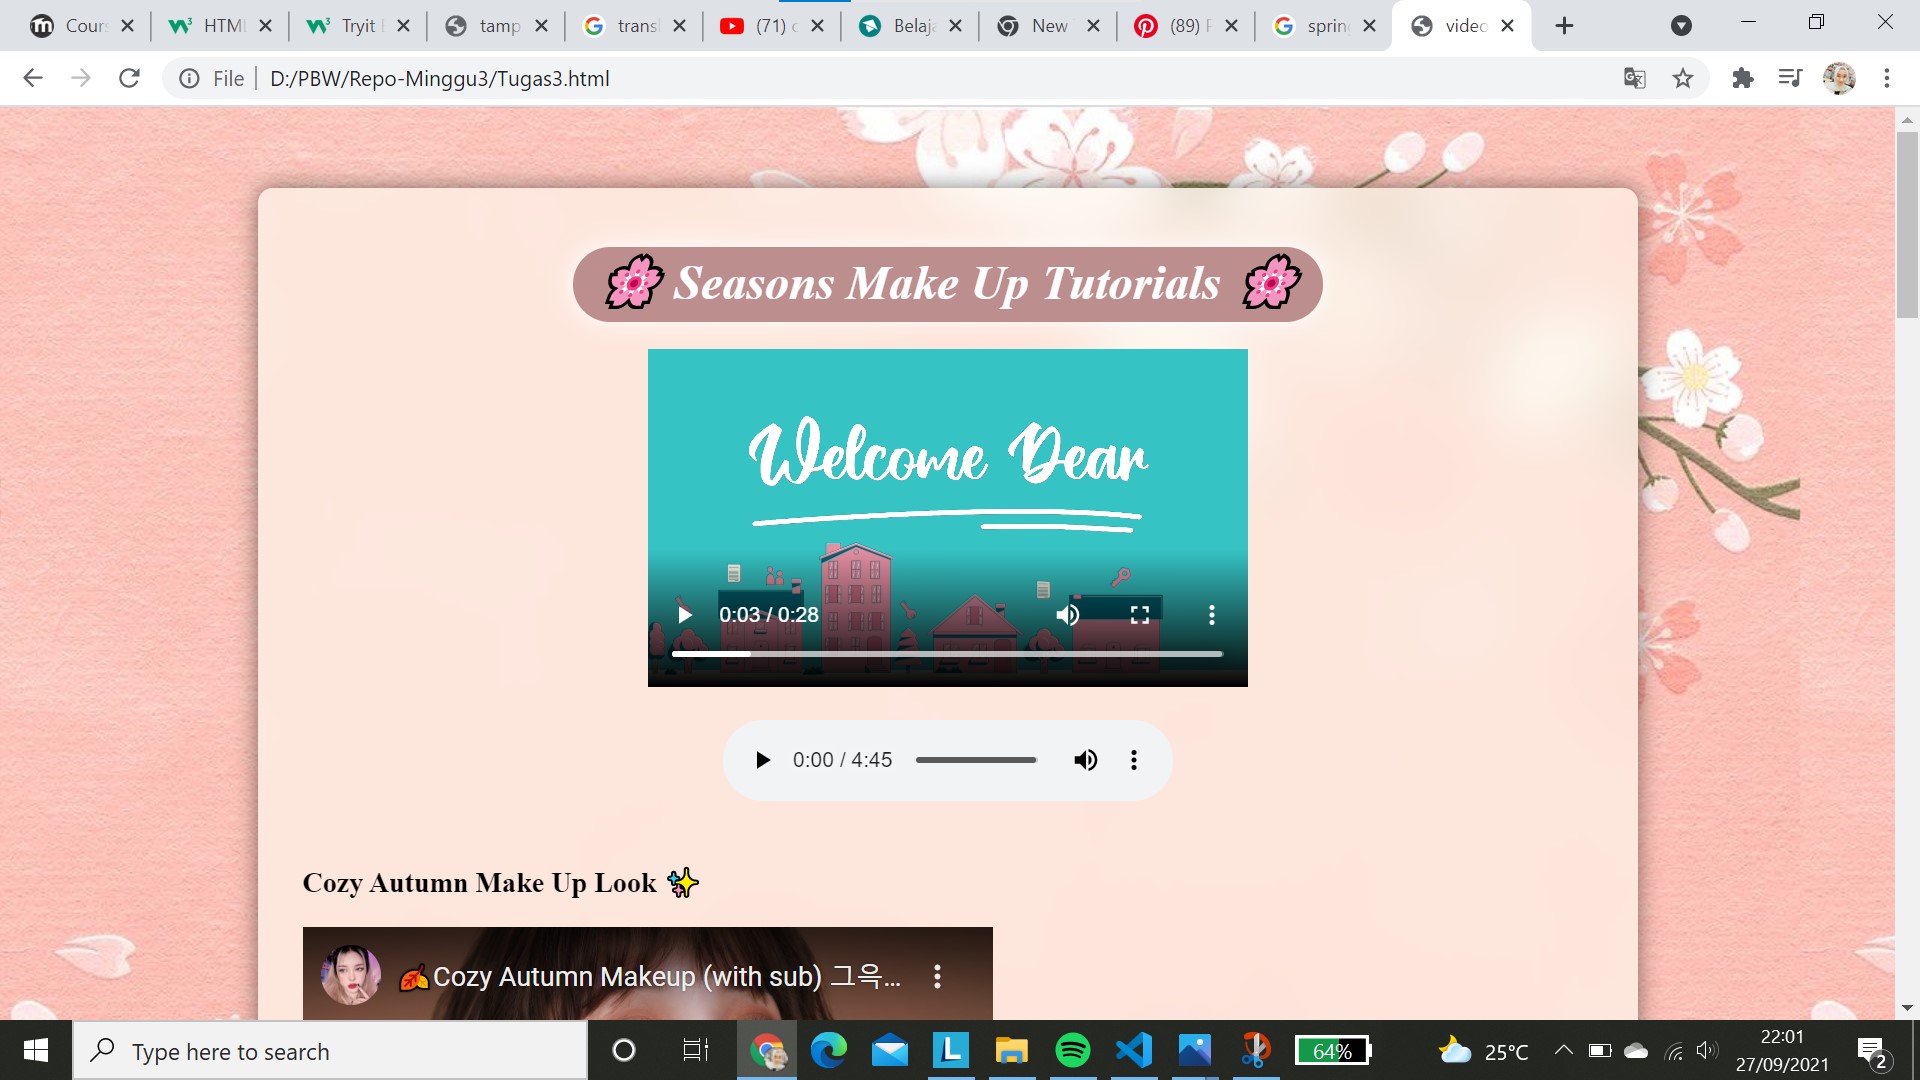 Cour
HTM
Tryit
tamp
transl
(71) c
Belaja
New
(89) P
spring
video
File
D:/PBW/Repo-Minggu3/Tugas3.html
Seasons Make Up Tutorials
Welcome Dear
0:03 / 0:28
0:00 / 4:45
Cozy Autumn Make Up Look ✨
🍂Cozy Autumn Makeup (with sub) 그윽...
Type here to search
64%
25°C
22:01
27/09/2021
2